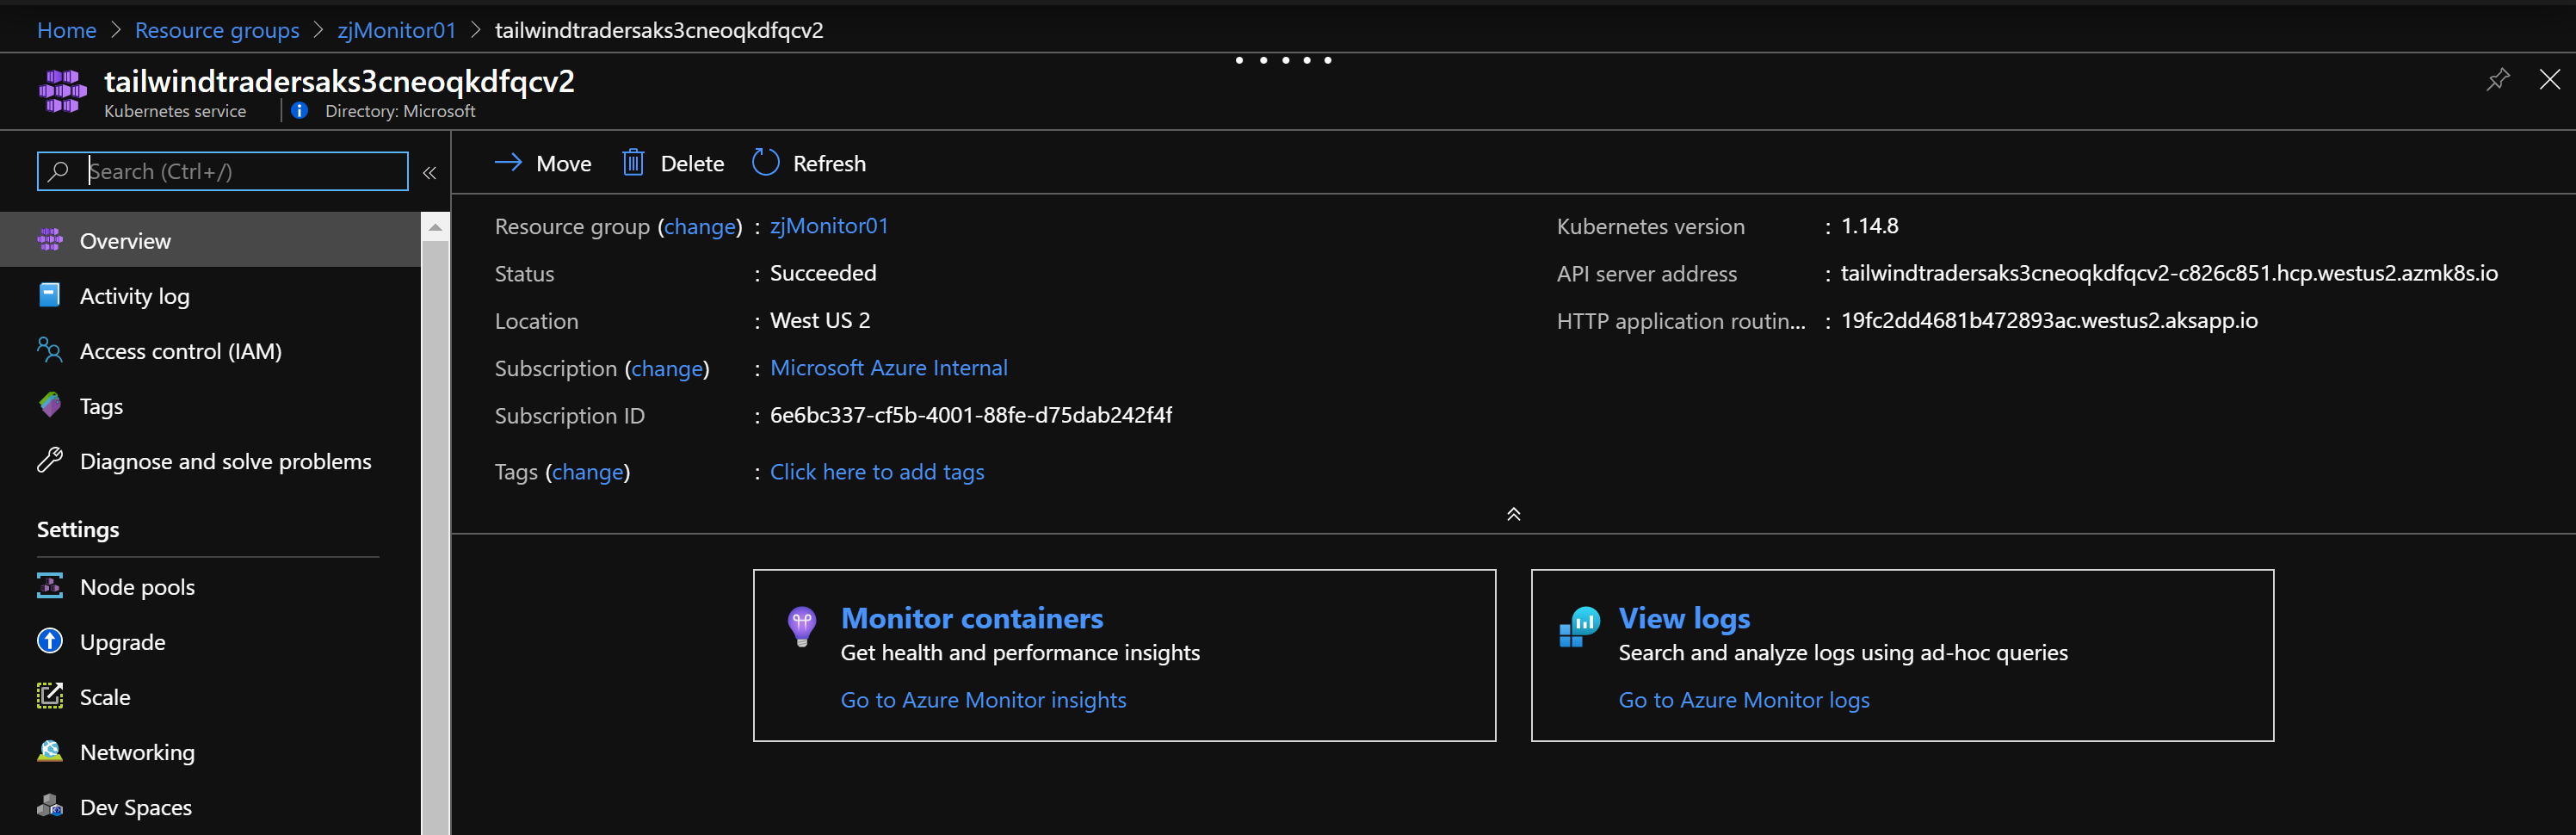 Home > Resource groups > zjMonitor01 > tailwindtradersaks3cneoqkdfqcv2
tailwindtradersaks3cneoqkdfqcv2
Kubernetes service | Directory: Microsoft
Search (Ctrl+/)
«
Overview
Activity log
Access control (IAM)
Tags
Diagnose and solve problems
Settings
Node pools
Upgrade
Scale
Networking
Dev Spaces
Move Delete Refresh
Resource group (change) : zjMonitor01
Status : Succeeded
Location : West US 2
Subscription (change) : Microsoft Azure Internal
Subscription ID : 6e6bc337-cf5b-4001-88fe-d75dab242f4f
Tags (change) : Click here to add tags
Kubernetes version : 1.14.8
API server address : tailwindtradersaks3cneoqkdfqcv2-c826c851.hcp.westus2.azmk8s.io
HTTP application routin... : 19fc2dd4681b472893ac.westus2.aksapp.io
Monitor containers
Get health and performance insights
Go to Azure Monitor insights
View logs
Search and analyze logs using ad-hoc queries
Go to Azure Monitor logs